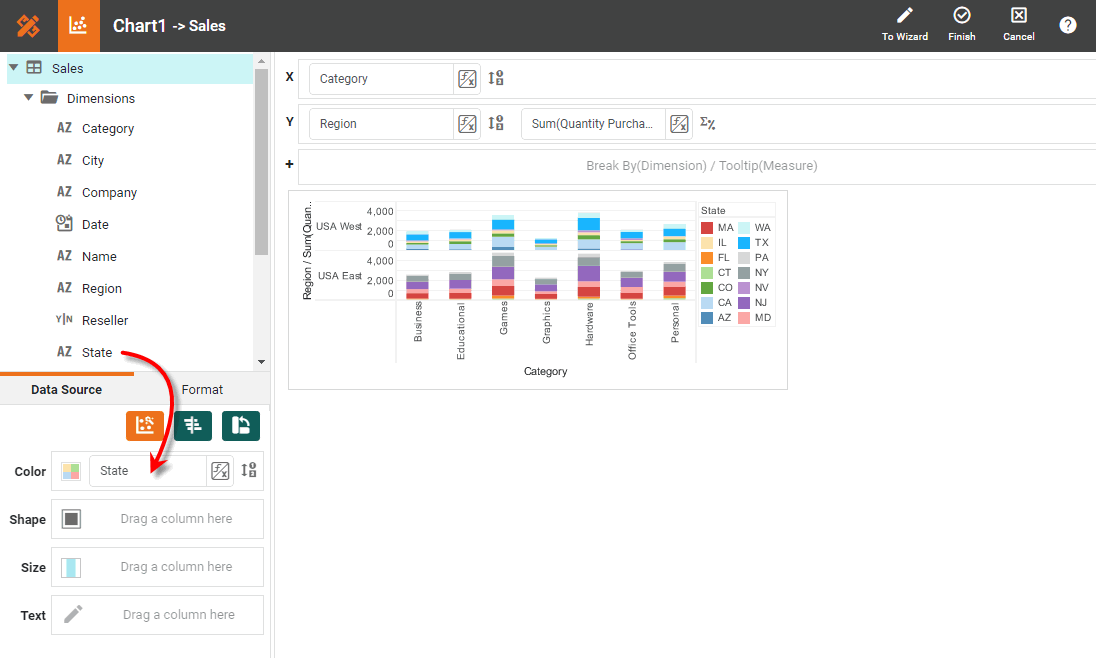 Chart1 -> Sales
To Wizard
Finish
Cancel
?
Sales
Dimensions
AZ Category
AZ City
AZ Company
Date
AZ Name
AZ Region
Y|N Reseller
AZ State
Data Source
Format
Color
State
Shape
Drag a column here
Size
Drag a column here
Text
Drag a column here
X
Category
Y
Region
Sum(Quantity Purcha...
+
Break By(Dimension) / Tooltip(Measure)
Region / Sum(Quan..
USA West
4,000
2,000
0
USA East
4,000
2,000
0
Business
Educational
Games
Graphics
Hardware
Office Tools
Personal
Category
State
MA WA
IL TX
FL PA
CT NY
CO NV
CA NJ
AZ MD